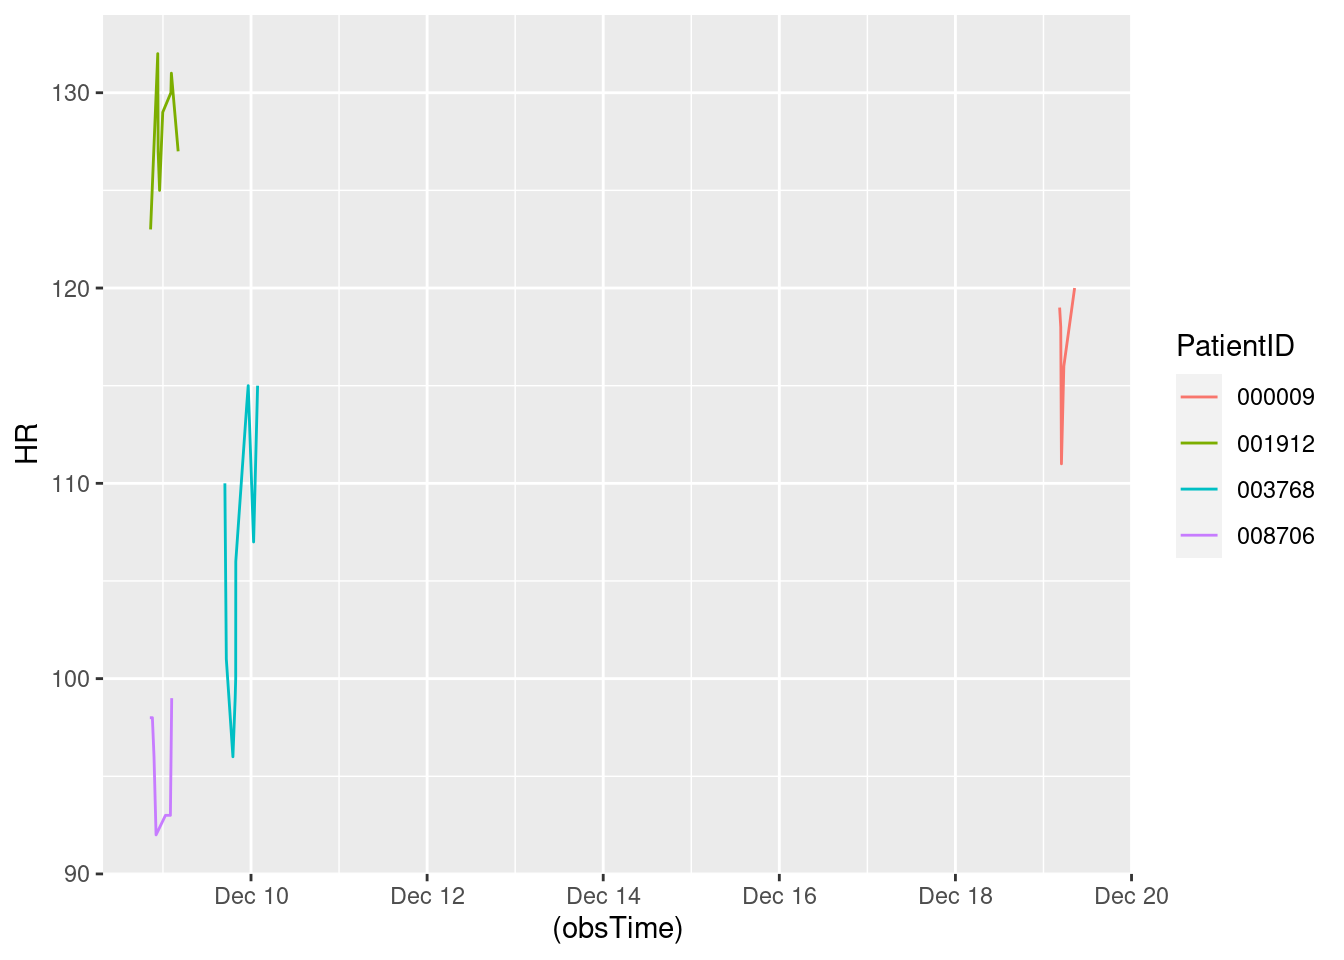 130
120
110
100
90
HR
Dec 10
Dec 12
Dec 14
Dec 16
Dec 18
Dec 20
(obsTime)
PatientID
000009
001912
003768
008706